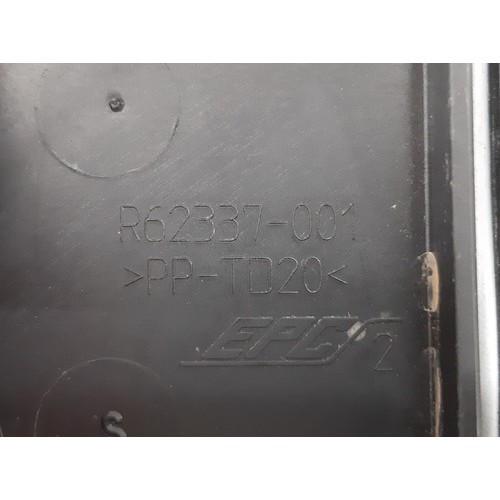 R62337-001
>PP-TD20<
EPC 2
S